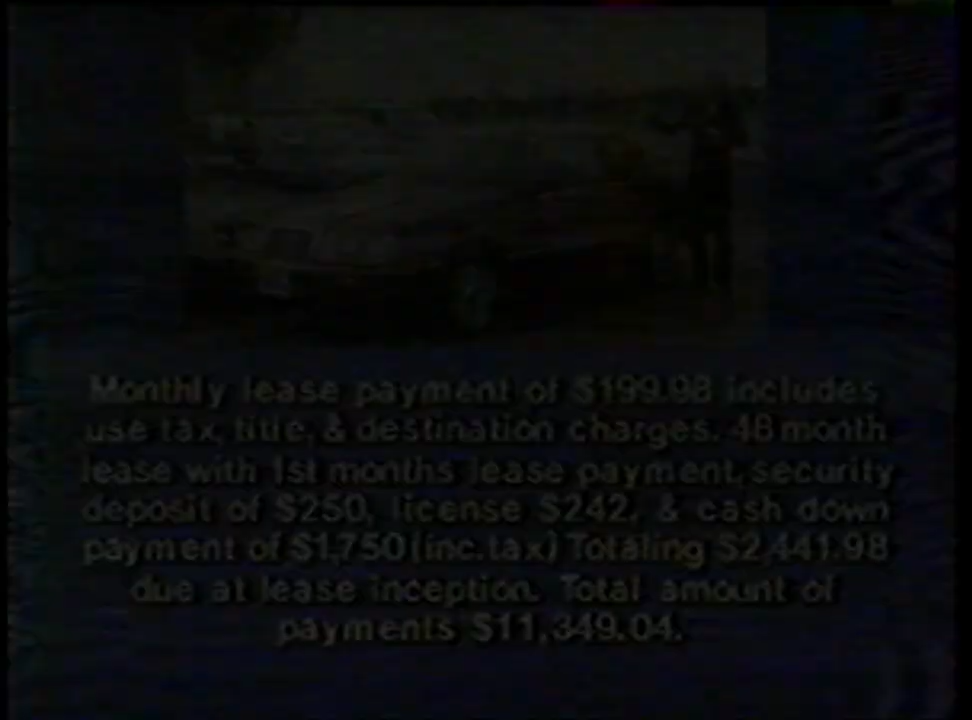 Monthly lease payment of $199.98 includes
use tax, title, & destination charges. 48 month
lease with 1st months lease payment, security
deposit of $250, license $242, & cash down
payment of $1,750 (inc. tax) Totaling $2,441.98
due at lease inception. Total amount of
payments $11,349.04.